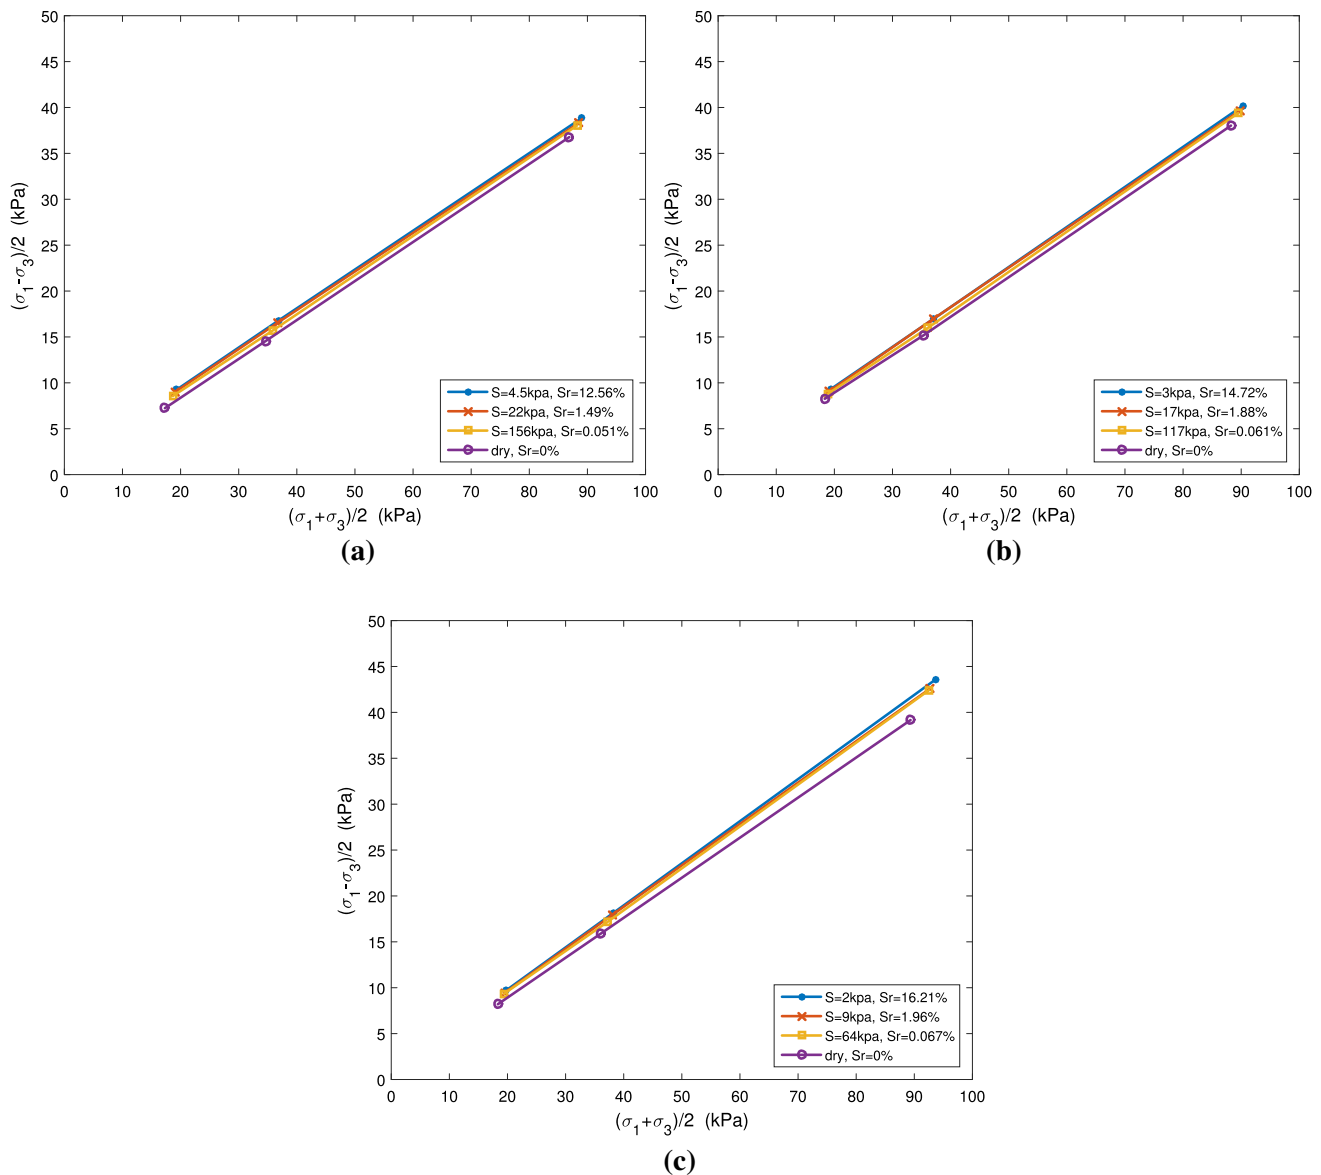 50
45
40
35
30
25
20
15
10
5
0
(σ₁-σ₃)/2 (kPa)
S=4.5kpa, Sr=12.56%
S=22kpa, Sr=1.49%
S=156kpa, Sr=0.051%
dry, Sr=0%
0 10 20 30 40 50 60 70 80 90 100
(σ₁+σ₃)/2 (kPa)
(a)
50
45
40
35
30
25
20
15
10
5
0
(σ₁-σ₃)/2 (kPa)
S=3kpa, Sr=14.72%
S=17kpa, Sr=1.88%
S=117kpa, Sr=0.061%
dry, Sr=0%
0 10 20 30 40 50 60 70 80 90 100
(σ₁+σ₃)/2 (kPa)
(b)
50
45
40
35
30
25
20
15
10
5
0
(σ₁-σ₃)/2 (kPa)
S=2kpa, Sr=16.21%
S=9kpa, Sr=1.96%
S=64kpa, Sr=0.067%
dry, Sr=0%
0 10 20 30 40 50 60 70 80 90 100
(σ₁+σ₃)/2 (kPa)
(c)